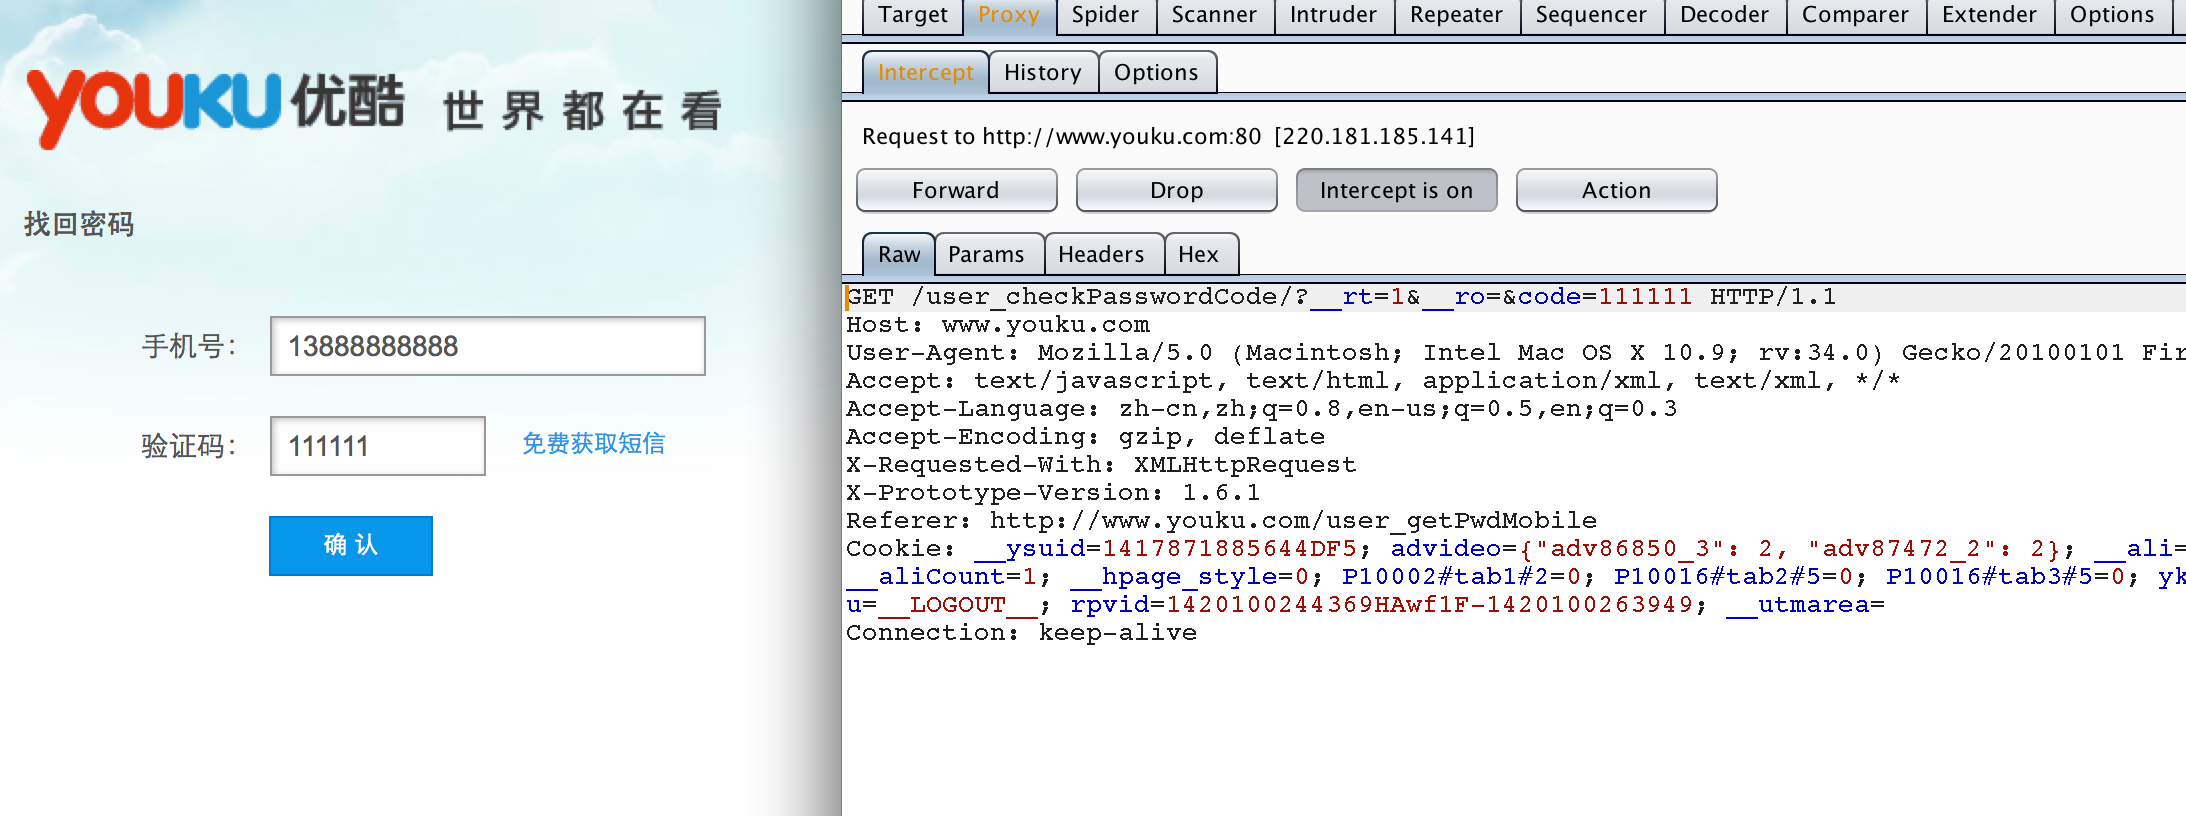 YOUKU 优酷 世界都在看
找回密码
手机号：
13888888888
验证码：
111111
免费获取短信
确 认
Target Proxy Spider Scanner Intruder Repeater Sequencer Decoder Comparer Extender Options
Intercept History Options
Request to http://www.youku.com:80 [220.181.185.141]
Forward Drop Intercept is on Action
Raw Params Headers Hex
GET /user_checkPasswordCode/?__rt=1&__ro=&code=111111 HTTP/1.1
Host: www.youku.com
User-Agent: Mozilla/5.0 (Macintosh; Intel Mac OS X 10.9; rv:34.0) Gecko/20100101 Fir
Accept: text/javascript, text/html, application/xml, text/xml, */*
Accept-Language: zh-cn,zh;q=0.8,en-us;q=0.5,en;q=0.3
Accept-Encoding: gzip, deflate
X-Requested-With: XMLHttpRequest
X-Prototype-Version: 1.6.1
Referer: http://www.youku.com/user_getPwdMobile
Cookie: __ysuid=1417871885644DF5; advideo={"adv86850_3": 2, "adv87472_2": 2}; __ali=
__aliCount=1; __hpage_style=0; P10002#tab1#2=0; P10016#tab2#5=0; P10016#tab3#5=0; yk
u=__LOGOUT__; rpvid=1420100244369HAwf1F-1420100263949; __utmarea=
Connection: keep-alive